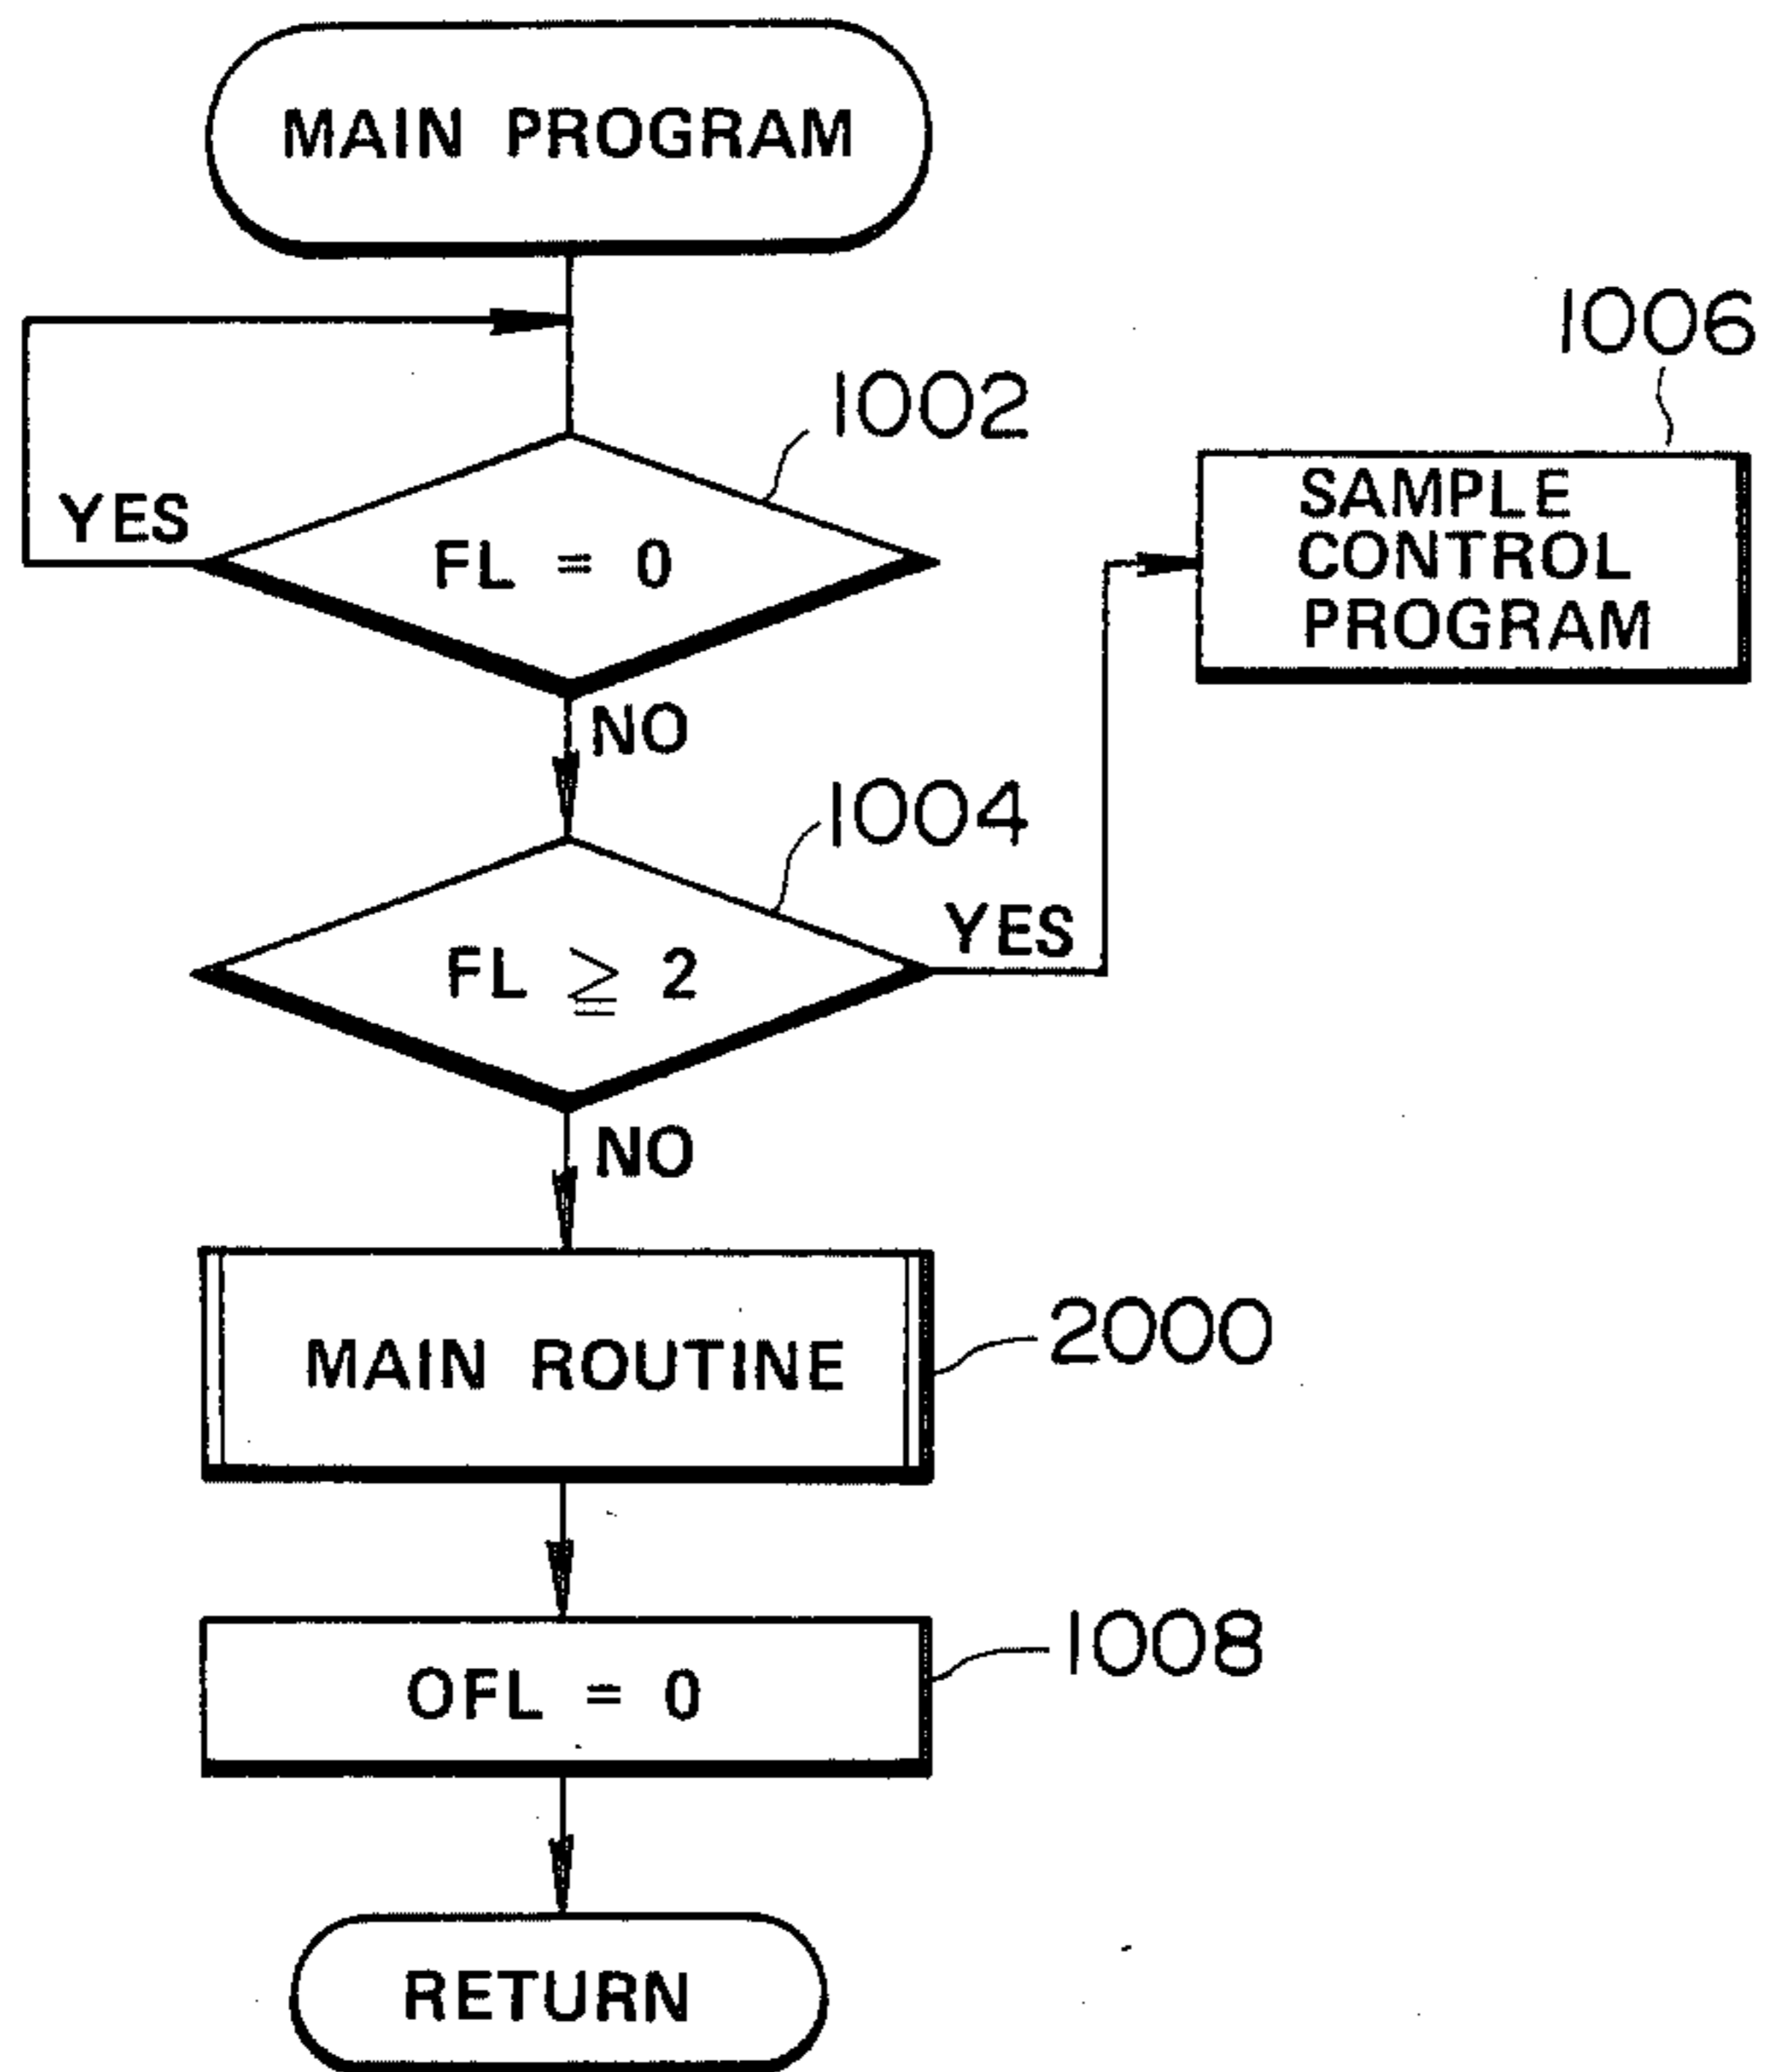 MAIN PROGRAM
1002
1006
YES
FL = 0
SAMPLE
CONTROL
PROGRAM
NO
1004
YES
FL ≧ 2
NO
MAIN ROUTINE
2000
OFL = 0
1008
RETURN